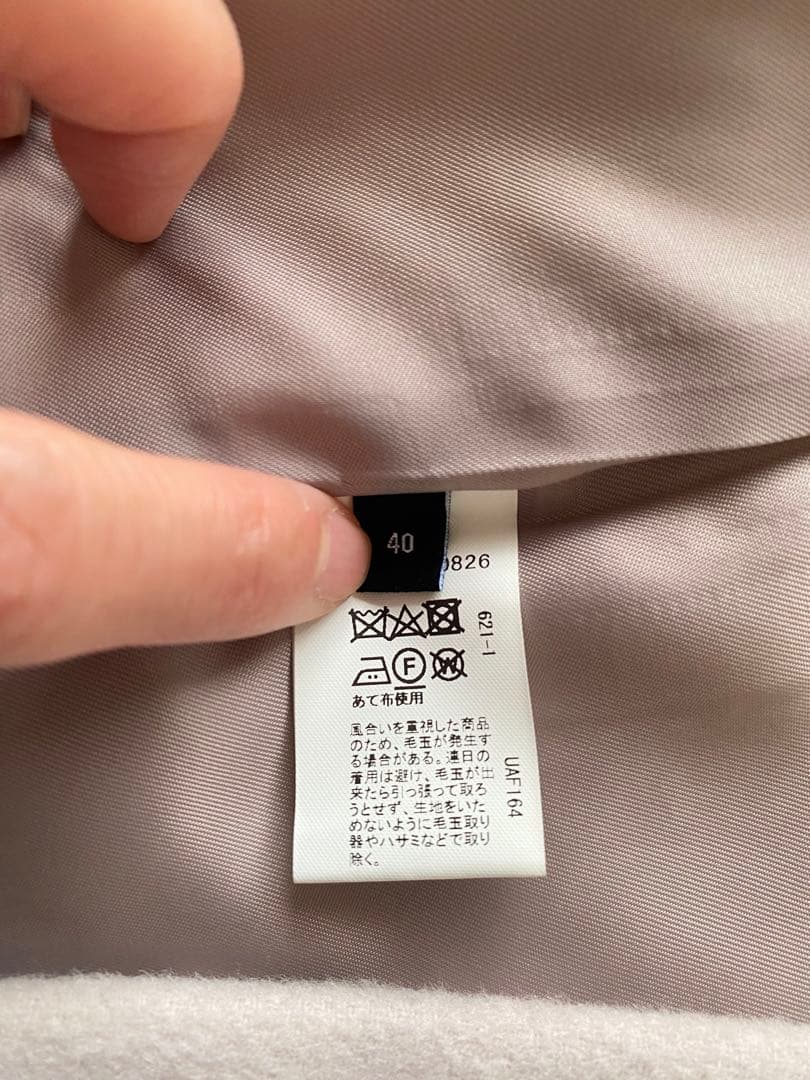 40
0826
621-1
F
W
あて布使用
風合いを重視した商品
のため、毛玉が発生す
る場合がある。連日の
着用は避け、毛玉が出
来たら引っ張って取ろ
うとせず、生地をいた
めないように毛玉取り
器やハサミなどで取り
除く。
UAF164